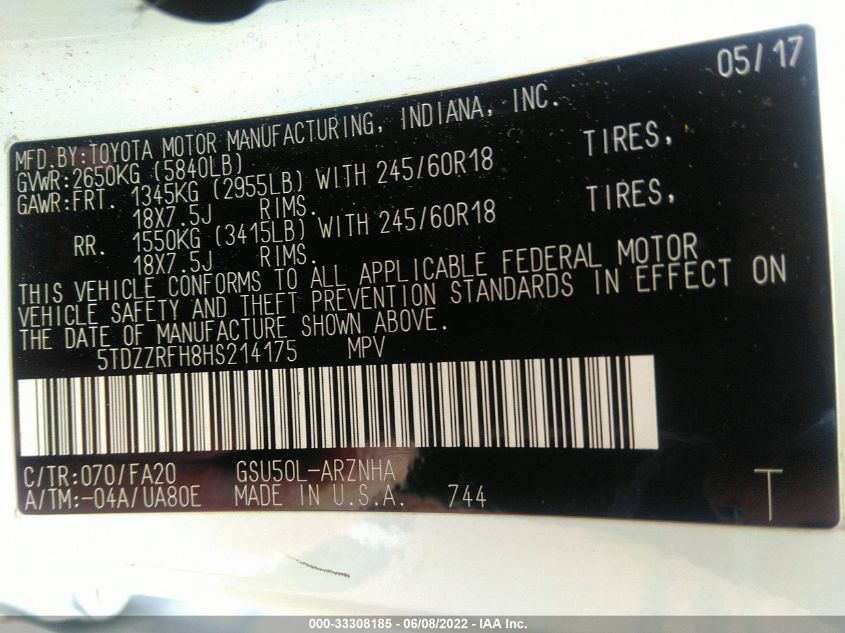 05/17
MFD.BY:TOYOTA MOTOR MANUFACTURING, INDIANA, INC.
GVWR:2650KG (5840LB)
GAWR:FRT. 1345KG (2955LB) WITH 245/60R18 TIRES,
18X7.5J RIMS.
RR. 1550KG (3415LB) WITH 245/60R18 TIRES,
18X7.5J RIMS.
THIS VEHICLE CONFORMS TO ALL APPLICABLE FEDERAL MOTOR
VEHICLE SAFETY AND THEFT PREVENTION STANDARDS IN EFFECT ON
THE DATE OF MANUFACTURE SHOWN ABOVE.
5TDZZRFH8HS214175 MPV
C/TR:070/FA20 GSU50L-ARZNHA
A/TM:-04A/UA80E MADE IN U.S.A. 744 T
000-33308185 - 06/08/2022 - IAA Inc.